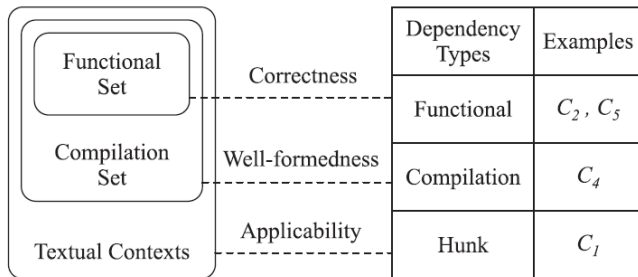 Functional
Set
Compilation
Set
Textual Contexts
Correctness
Well-formedness
Applicability
Dependency
Types
Examples
Functional
C2 , C5
Compilation
C4
Hunk
C1